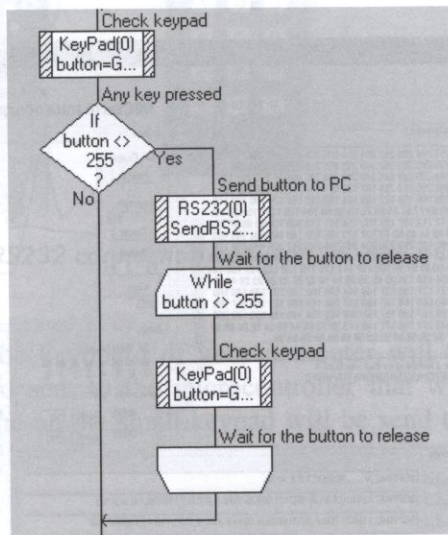 Check keypad
KeyPad(0)
button=G...
Any key pressed
If
button <>
255
?
Yes
No
Send button to PC
RS232(0)
SendRS2...
Wait for the button to release
While
button <> 255
Check keypad
KeyPad(0)
button=G...
Wait for the button to release